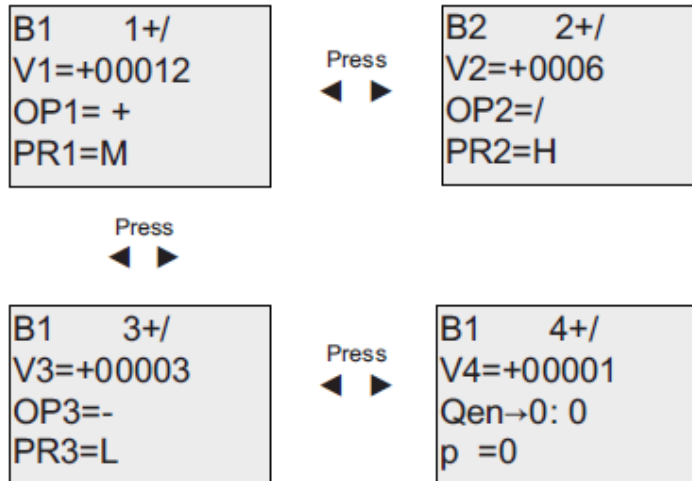 B1 1+/
V1=+00012
OP1= +
PR1=M
Press
◄ ►
B2 2+/
V2=+0006
OP2=/
PR2=H
Press
◄ ►
B1 3+/
V3=+00003
OP3=-
PR3=L
Press
◄ ►
B1 4+/
V4=+00001
Qen→0: 0
p =0